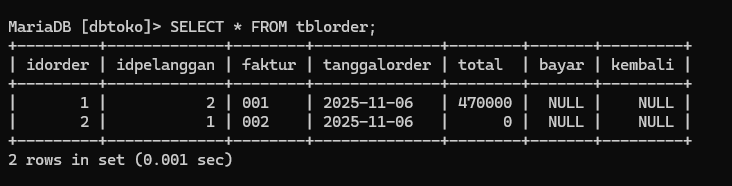 MariaDB [dbtoko]> SELECT * FROM tblorder;
+---------+-------------+--------+--------------+--------+-------+---------+
| idorder | idpelanggan | faktur | tanggalorder | total  | bayar | kembali |
+---------+-------------+--------+--------------+--------+-------+---------+
|       1 |           2 | 001    | 2025-11-06   | 470000 |  NULL |    NULL |
|       2 |           1 | 002    | 2025-11-06   |      0 |  NULL |    NULL |
+---------+-------------+--------+--------------+--------+-------+---------+
2 rows in set (0.001 sec)